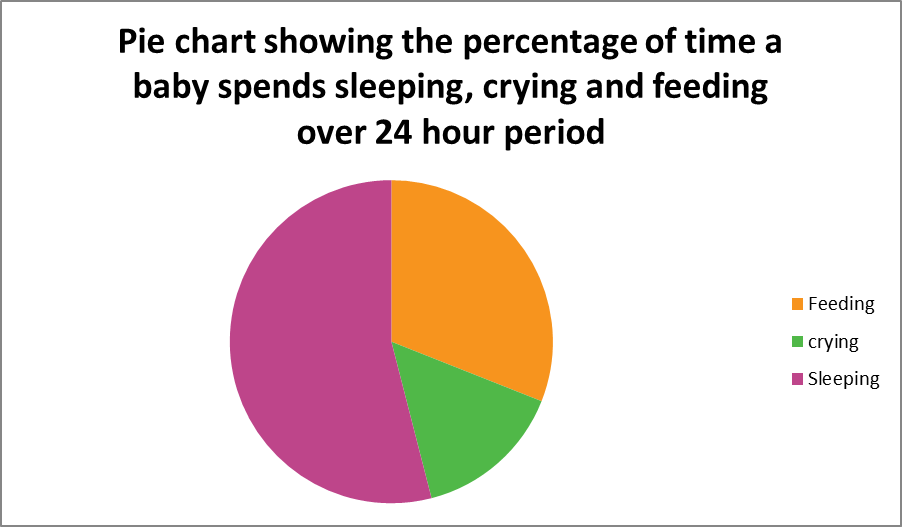 Pie chart showing the percentage of time a
baby spends sleeping, crying and feeding
over 24 hour period
Feeding
crying
Sleeping